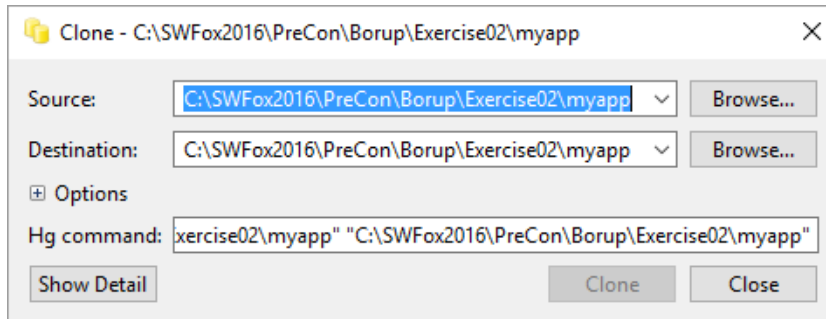 Clone - C:\SWFox2016\PreCon\Borup\Exercise02\myapp
Source: C:\SWFox2016\PreCon\Borup\Exercise02\myapp Browse...
Destination: C:\SWFox2016\PreCon\Borup\Exercise02\myapp Browse...
Options
Hg command: xercise02\myapp" "C:\SWFox2016\PreCon\Borup\Exercise02\myapp"
Show Detail Clone Close